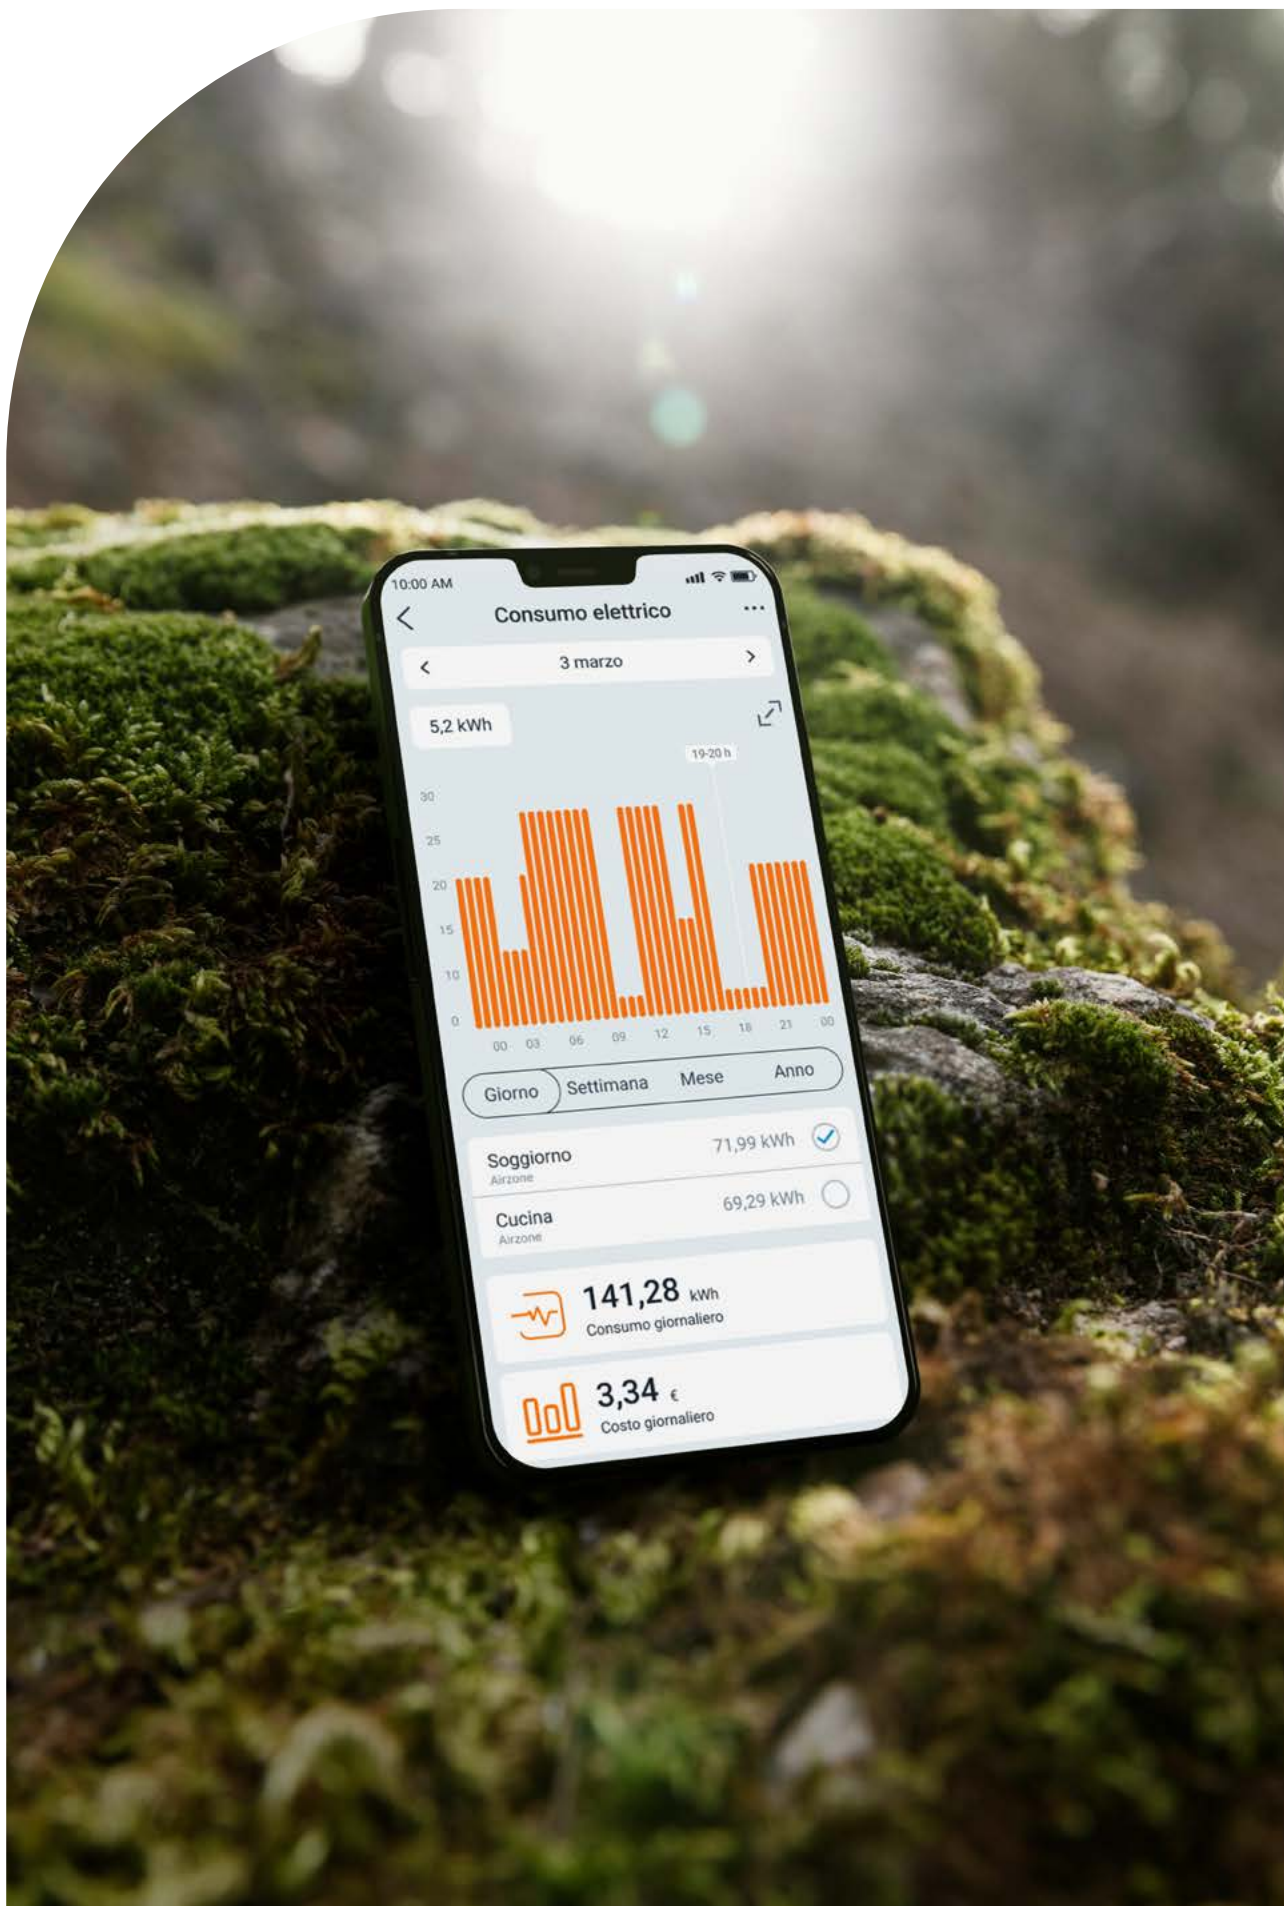 10:00 AM
Consumo elettrico
3 marzo
5,2 kWh
19-20 h
30
25
20
15
10
0
00 03 06 09 12 15 18 21 00
Giorno Settimana Mese Anno
Soggiorno 71,99 kWh
Airzone
Cucina 69,29 kWh
Airzone
141,28 kWh
Consumo giornaliero
3,34 €
Costo giornaliero